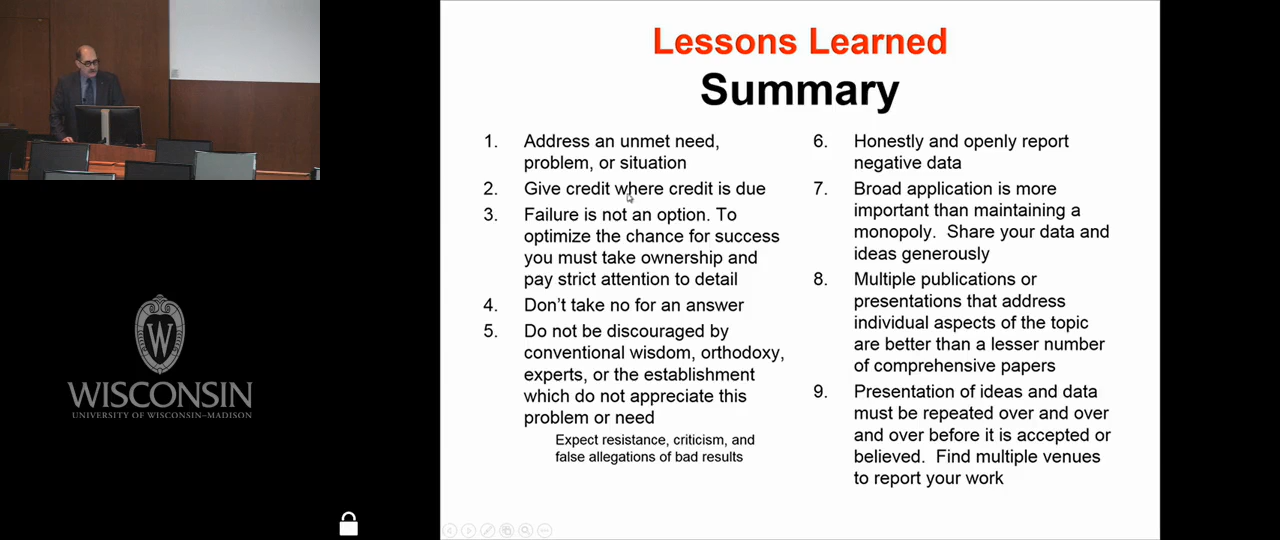 Lessons Learned
Summary
1. Address an unmet need,
problem, or situation
2. Give credit where credit is due
3. Failure is not an option. To
optimize the chance for success
you must take ownership and
pay strict attention to detail
4. Don't take no for an answer
5. Do not be discouraged by
conventional wisdom, orthodoxy,
experts, or the establishment
which do not appreciate this
problem or need
Expect resistance, criticism, and
false allegations of bad results
6. Honestly and openly report
negative data
7. Broad application is more
important than maintaining a
monopoly. Share your data and
ideas generously
8. Multiple publications or
presentations that address
individual aspects of the topic
are better than a lesser number
of comprehensive papers
9. Presentation of ideas and data
must be repeated over and over
and over before it is accepted or
believed. Find multiple venues
to report your work
W
WISCONSIN
UNIVERSITY OF WISCONSIN–MADISON